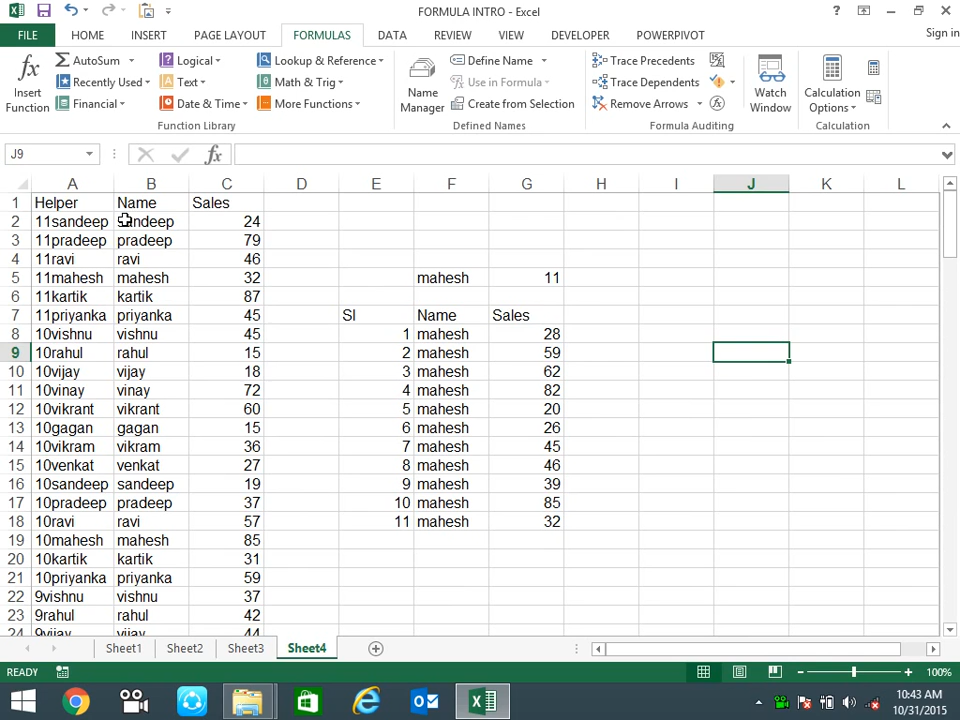 FORMULA INTRO - Excel
?
FILE HOME INSERT PAGE LAYOUT FORMULAS DATA REVIEW VIEW DEVELOPER POWERPIVOT Sign in
Insert Function
AutoSum
Recently Used
Financial
Logical
Text
Date & Time
Lookup & Reference
Math & Trig
More Functions
Function Library
Name Manager
Define Name
Use in Formula
Create from Selection
Defined Names
Trace Precedents
Trace Dependents
Remove Arrows
Formula Auditing
Watch Window
Calculation Options
Calculation
J9 fx
A B C D E F G H I J K L
1 Helper Name Sales
2 11sandeep sandeep 24
3 11pradeep pradeep 79
4 11ravi ravi 46
5 11mahesh mahesh 32 mahesh 11
6 11kartik kartik 87
7 11priyanka priyanka 45 Sl Name Sales
8 10vishnu vishnu 45 1 mahesh 28
9 10rahul rahul 15 2 mahesh 59
10 10vijay vijay 18 3 mahesh 62
11 10vinay vinay 72 4 mahesh 82
12 10vikrant vikrant 60 5 mahesh 20
13 10gagan gagan 15 6 mahesh 26
14 10vikram vikram 36 7 mahesh 45
15 10venkat venkat 27 8 mahesh 46
16 10sandeep sandeep 19 9 mahesh 39
17 10pradeep pradeep 37 10 mahesh 85
18 10ravi ravi 57 11 mahesh 32
19 10mahesh mahesh 85
20 10kartik kartik 31
21 10priyanka priyanka 59
22 9vishnu vishnu 37
23 9rahul rahul 42
24 9vijay vijay 44
Sheet1 Sheet2 Sheet3 Sheet4
READY 100%
10:43 AM
10/31/2015